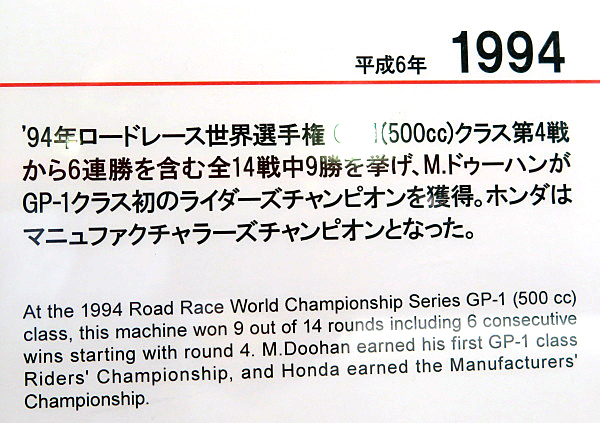 平成6年 1994
'94年ロードレース世界選手権 (500cc)クラス第4戦
から6連勝を含む全14戦中9勝を挙げ、M.ドゥーハンが
GP-1クラス初のライダーズチャンピオンを獲得。ホンダは
マニュファクチャラーズチャンピオンとなった。
At the 1994 Road Race World Championship Series GP-1 (500 cc)
class, this machine won 9 out of 14 rounds including 6 consecutive
wins starting with round 4. M.Doohan earned his first GP-1 class
Riders' Championship, and Honda earned the Manufacturers'
Championship.